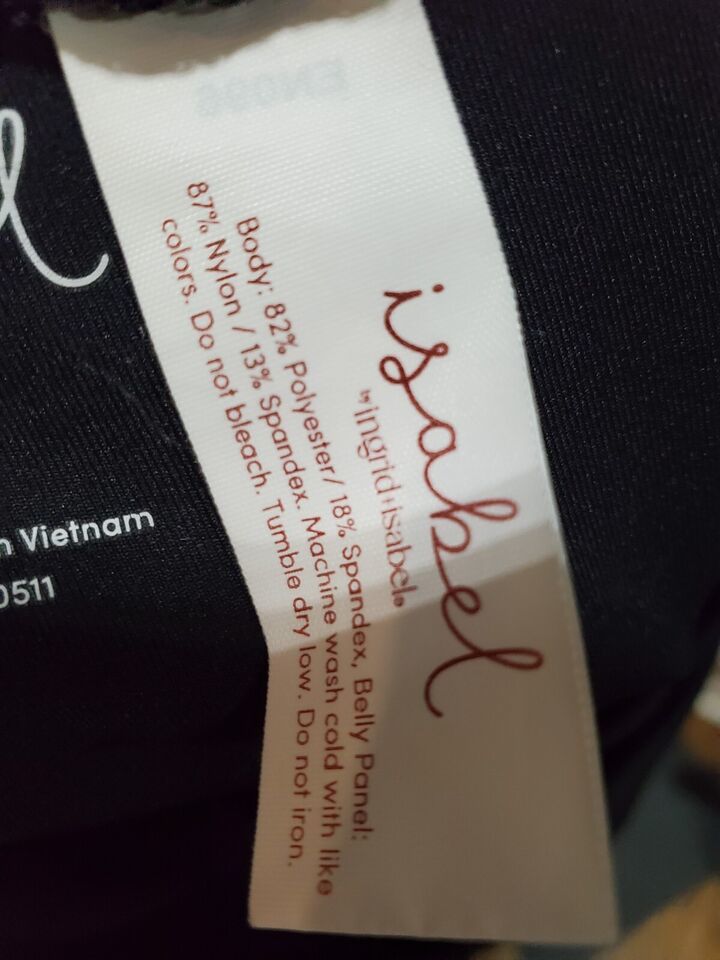 isabel
by ingrid+isabel®
Body: 82% Polyester/ 18% Spandex, Belly Panel:
87% Nylon / 13% Spandex. Machine wash cold with like
colors. Do not bleach. Tumble dry low. Do not iron.
Vietnam
0511